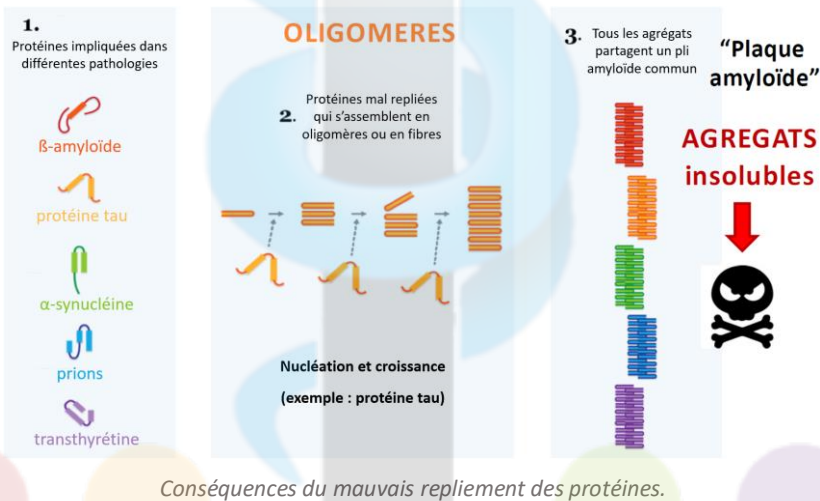 1.
Protéines impliquées dans
différentes pathologies
ß-amyloïde
protéine tau
α-synucléine
prions
transthyrétine
OLIGOMERES
2. Protéines mal repliées
qui s'assemblent en
oligomères ou en fibres
Nucléation et croissance
(exemple : protéine tau)
3. Tous les agrégats
partagent un pli
amyloïde commun
“Plaque
amyloïde”
AGREGATS
insolubles
Conséquences du mauvais repliement des protéines.